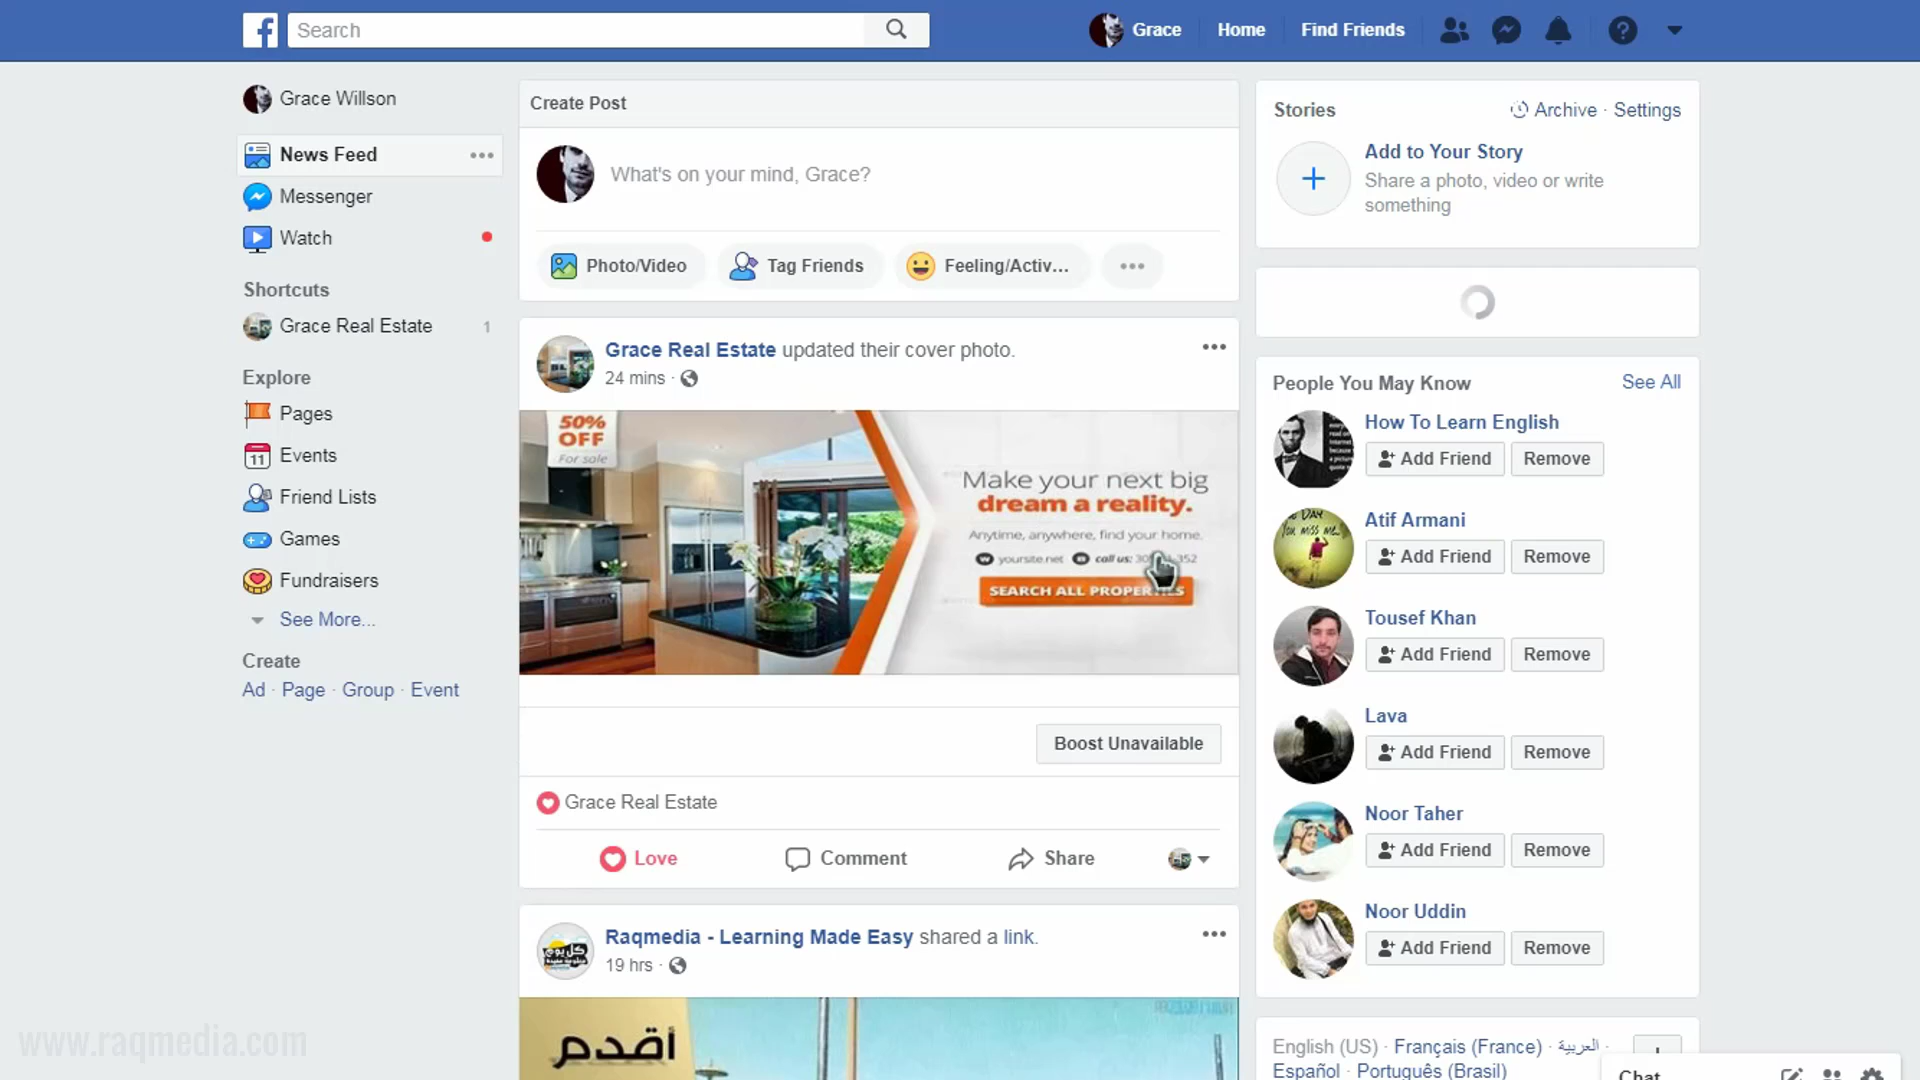 Search
Grace
Home
Find Friends
Grace Willson
News Feed
Messenger
Watch
Shortcuts
Grace Real Estate 1
Explore
Pages
11
Events
Friend Lists
Games
Fundraisers
See More...
Create
Ad · Page · Group · Event
Create Post
What's on your mind, Grace?
Photo/Video
Tag Friends
Feeling/Activ...
Grace Real Estate updated their cover photo.
24 mins ·
50%
OFF
For sale
Make your next big
dream a reality.
Anytime, anywhere, find your home.
yoursite.net call us:
SEARCH ALL PROPERTIES
Boost Unavailable
Grace Real Estate
Love
Comment
Share
Raqmedia - Learning Made Easy shared a link.
19 hrs ·
أقدم
Stories
Archive · Settings
Add to Your Story
Share a photo, video or write
something
People You May Know
See All
How To Learn English
Add Friend Remove
Atif Armani
Add Friend Remove
Tousef Khan
Add Friend Remove
Lava
Add Friend Remove
Noor Taher
Add Friend Remove
Noor Uddin
Add Friend Remove
English (US) · Français (France) · العربية ·
Español · Português (Brasil)
Chat
www.raqmedia.com